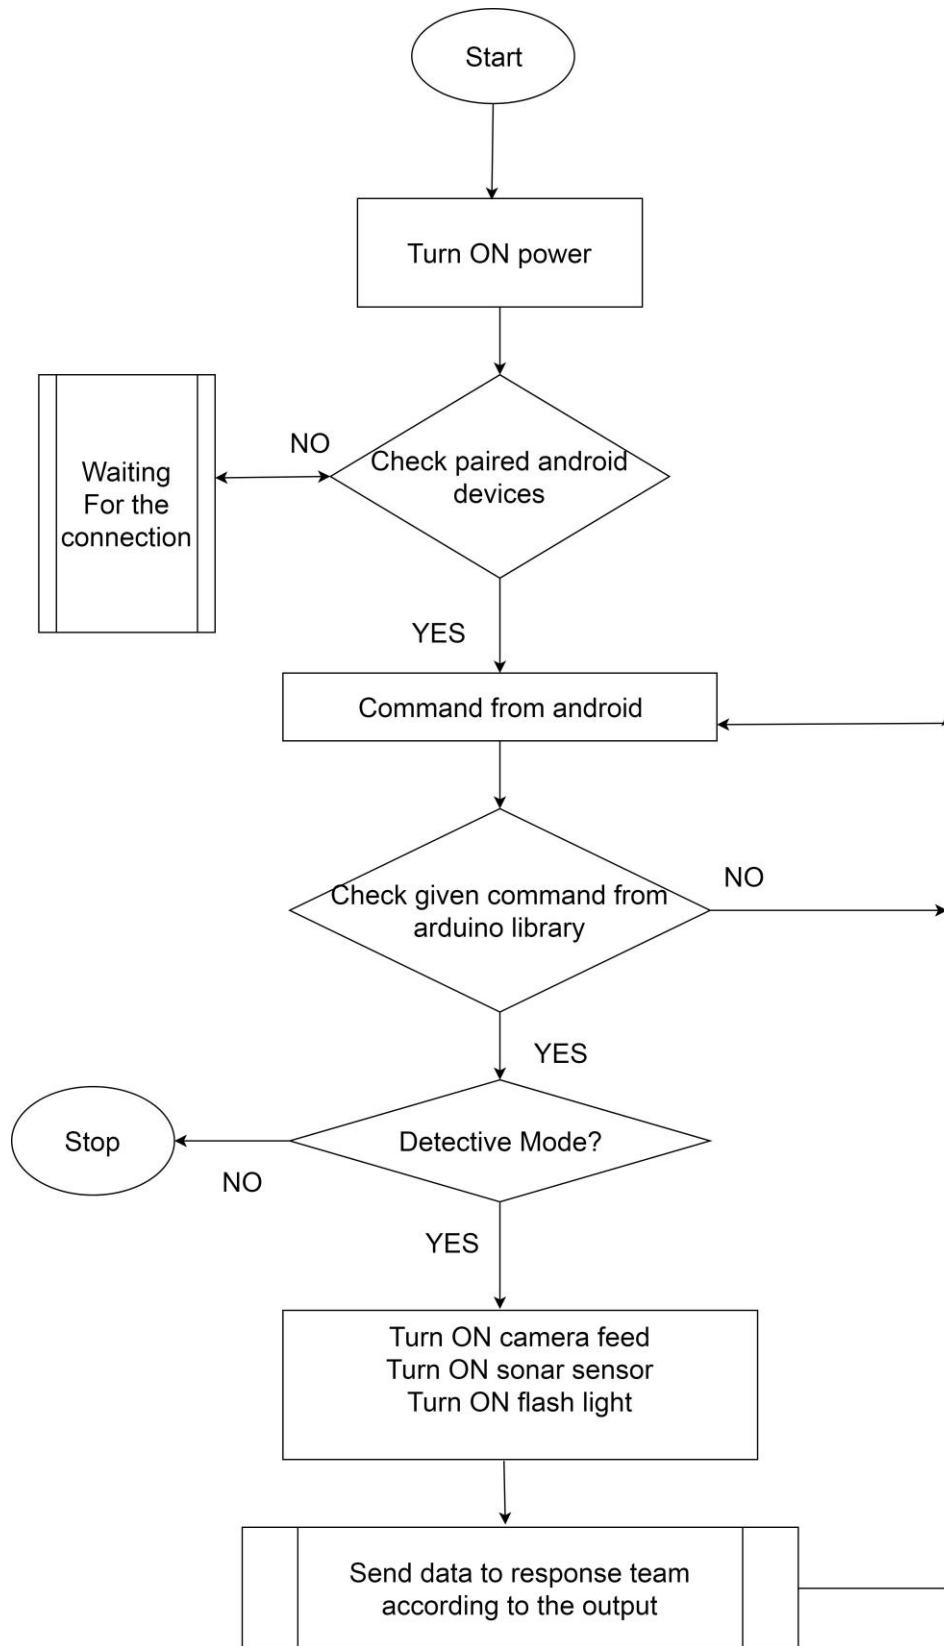 Start
Turn ON power
NO
Check paired android
devices
Waiting
For the
connection
YES
Command from android
Check given command from
arduino library
NO
YES
Detective Mode?
Stop
NO
YES
Turn ON camera feed
Turn ON sonar sensor
Turn ON flash light
Send data to response team
according to the output